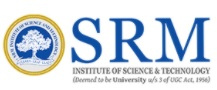 SRM
INSTITUTE OF SCIENCE & TECHNOLOGY
(Deemed to be University u/s 3 of UGC Act, 1956)